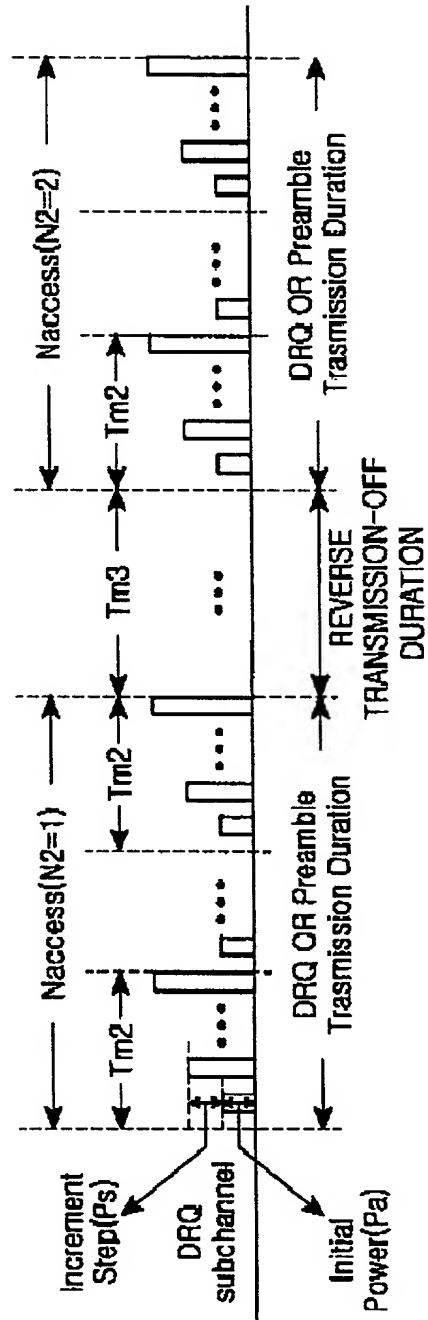 Naccess(N2=1)
Naccess(N2=2)
Tm2
Tm2
Tm3
Tm2
Increment
Step(Ps)
DRQ
subchannel
Initial
Power(Pa)
DRQ OR Preamble
Trasmission Duration
REVERSE
TRANSMISSION-OFF
DURATION
DRQ OR Preamble
Trasmission Duration